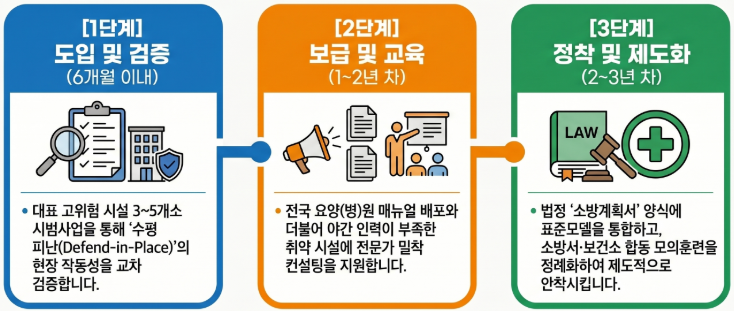 [1단계]
도입 및 검증
(6개월 이내)
• 대표 고위험 시설 3~5개소
시범사업을 통해 '수평
피난(Defend-in-Place)'의
현장 작동성을 교차
검증합니다.
[2단계]
보급 및 교육
(1~2년 차)
• 전국 요양(병)원 매뉴얼 배포와
더불어 야간 인력이 부족한
취약 시설에 전문가 밀착
컨설팅을 지원합니다.
[3단계]
정착 및 제도화
(2~3년 차)
LAW
• 법정 '소방계획서' 양식에
표준모델을 통합하고,
소방서·보건소 합동 모의훈련을
정례화하여 제도적으로
안착시킵니다.